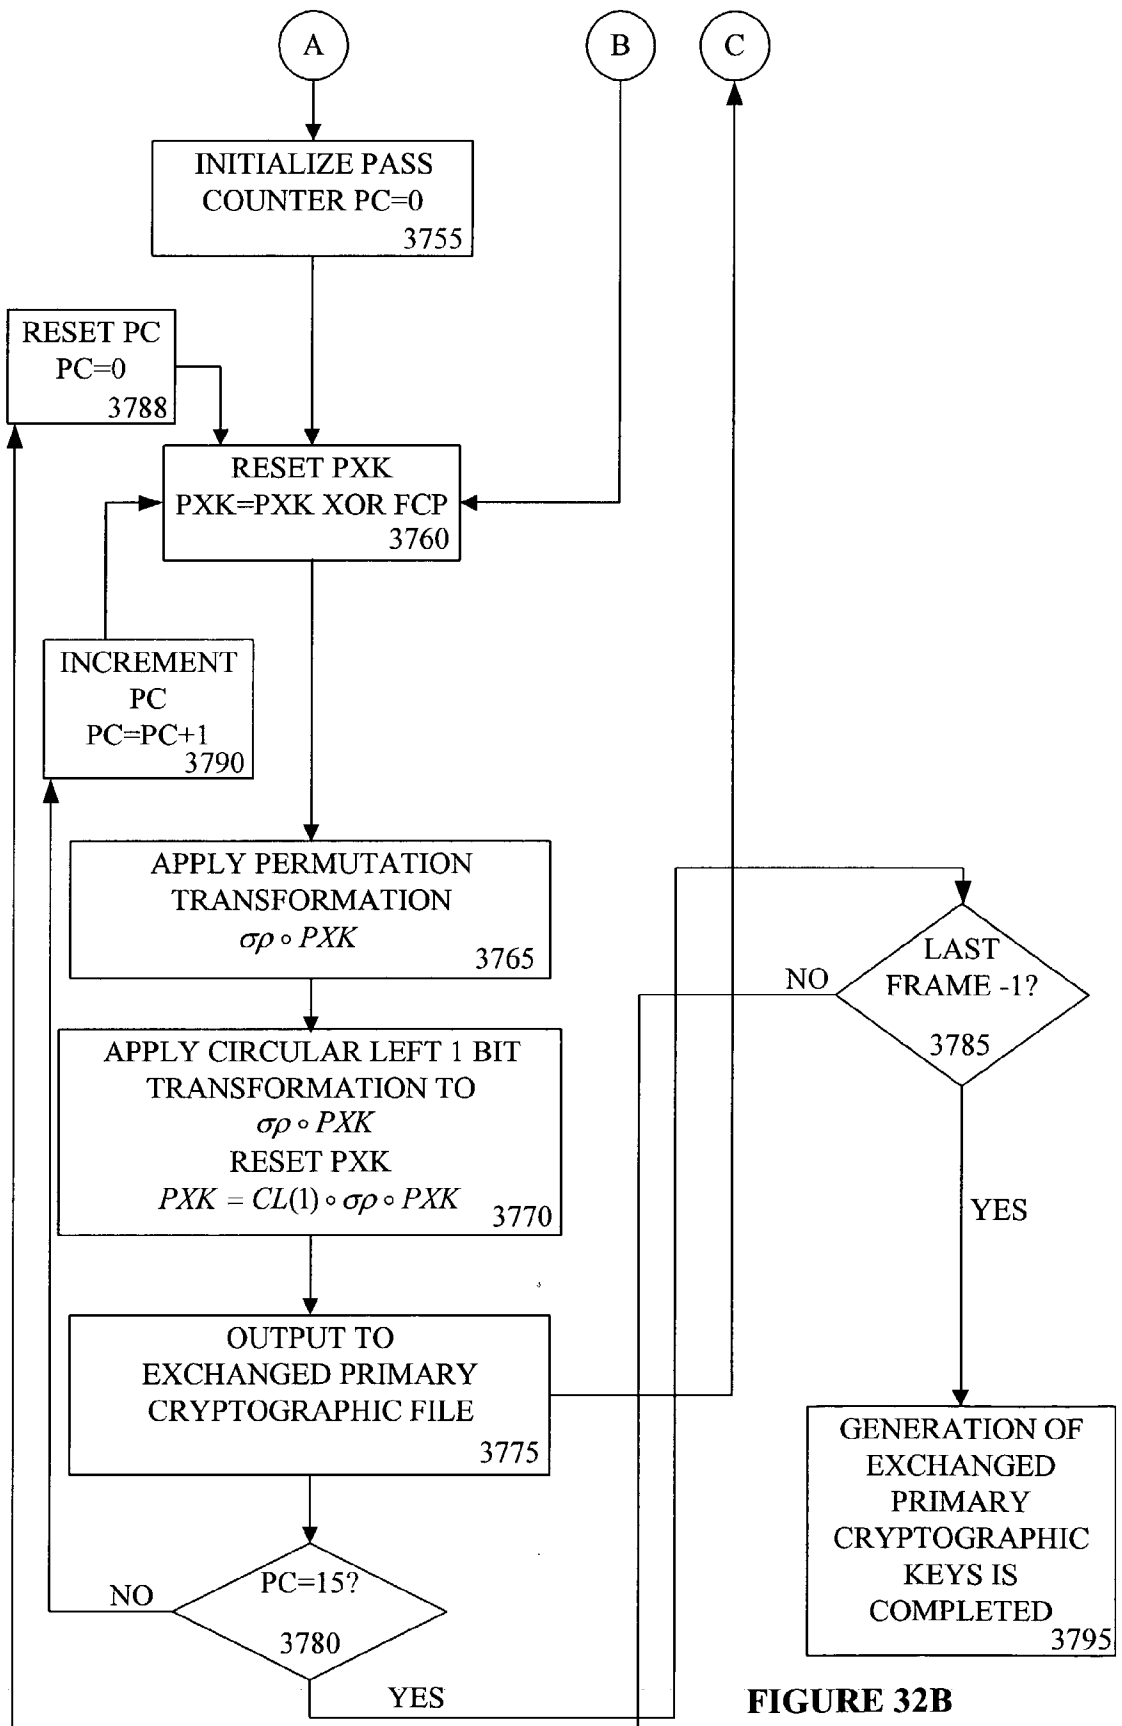 A
B
C
INITIALIZE PASS
COUNTER PC=0
3755
RESET PC
PC=0
3788
RESET PXK
PXK=PXK XOR FCP
3760
INCREMENT
PC
PC=PC+1
3790
APPLY PERMUTATION
TRANSFORMATION
σρ ∘ PXK
3765
LAST
FRAME -1?
3785
NO
YES
APPLY CIRCULAR LEFT 1 BIT
TRANSFORMATION TO
σρ ∘ PXK
RESET PXK
PXK = CL(1) ∘ σρ ∘ PXK
3770
OUTPUT TO
EXCHANGED PRIMARY
CRYPTOGRAPHIC FILE
3775
PC=15?
3780
NO
YES
GENERATION OF
EXCHANGED
PRIMARY
CRYPTOGRAPHIC
KEYS IS
COMPLETED
3795
FIGURE 32B